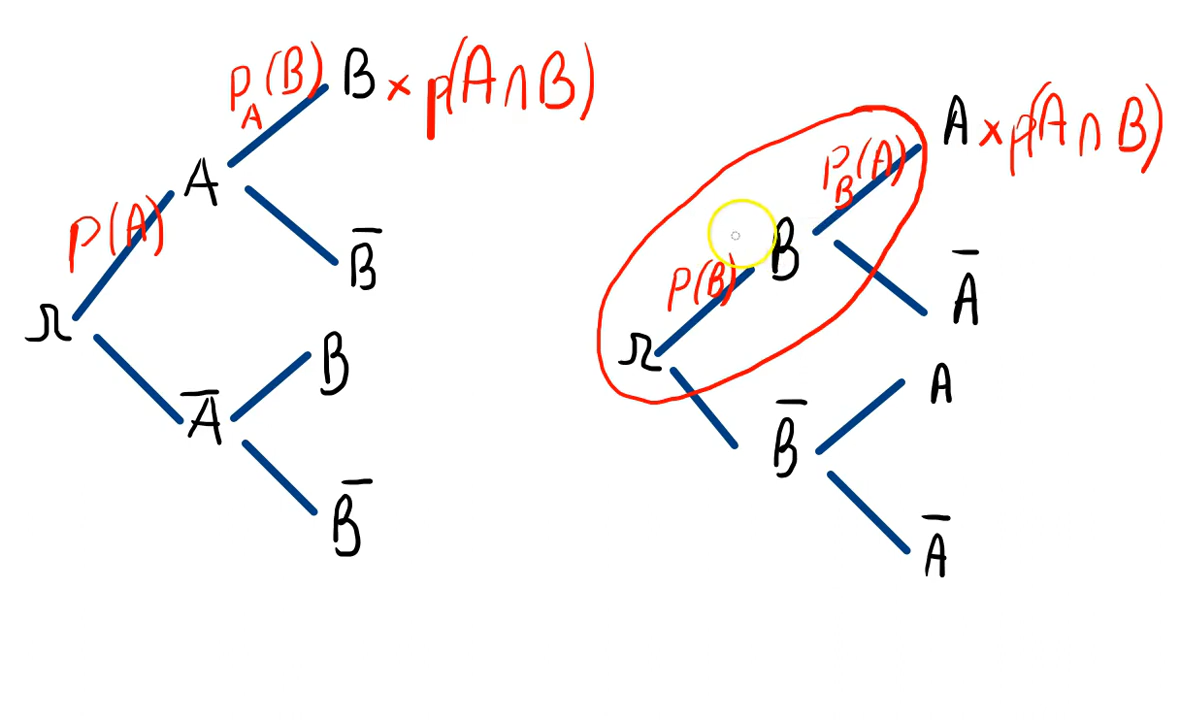 P_A(B) B × p(A∩B)
P(A) A
B̅
Ω
B
A̅
B̅
P_B(A) A × p(A∩B)
P(B) B
A̅
Ω
A
B̅
A̅